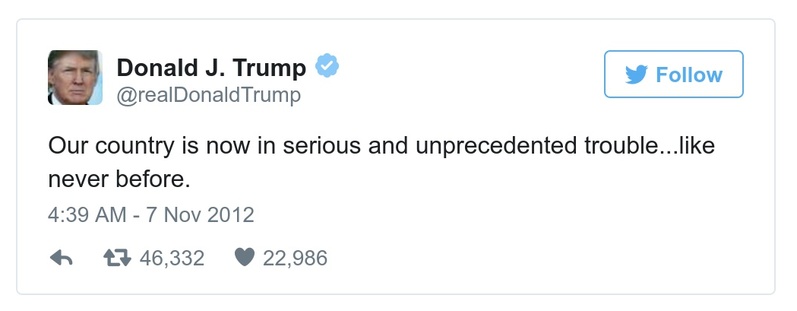 Donald J. Trump
@realDonaldTrump
Follow
Our country is now in serious and unprecedented trouble...like
never before.
4:39 AM - 7 Nov 2012
46,332 22,986